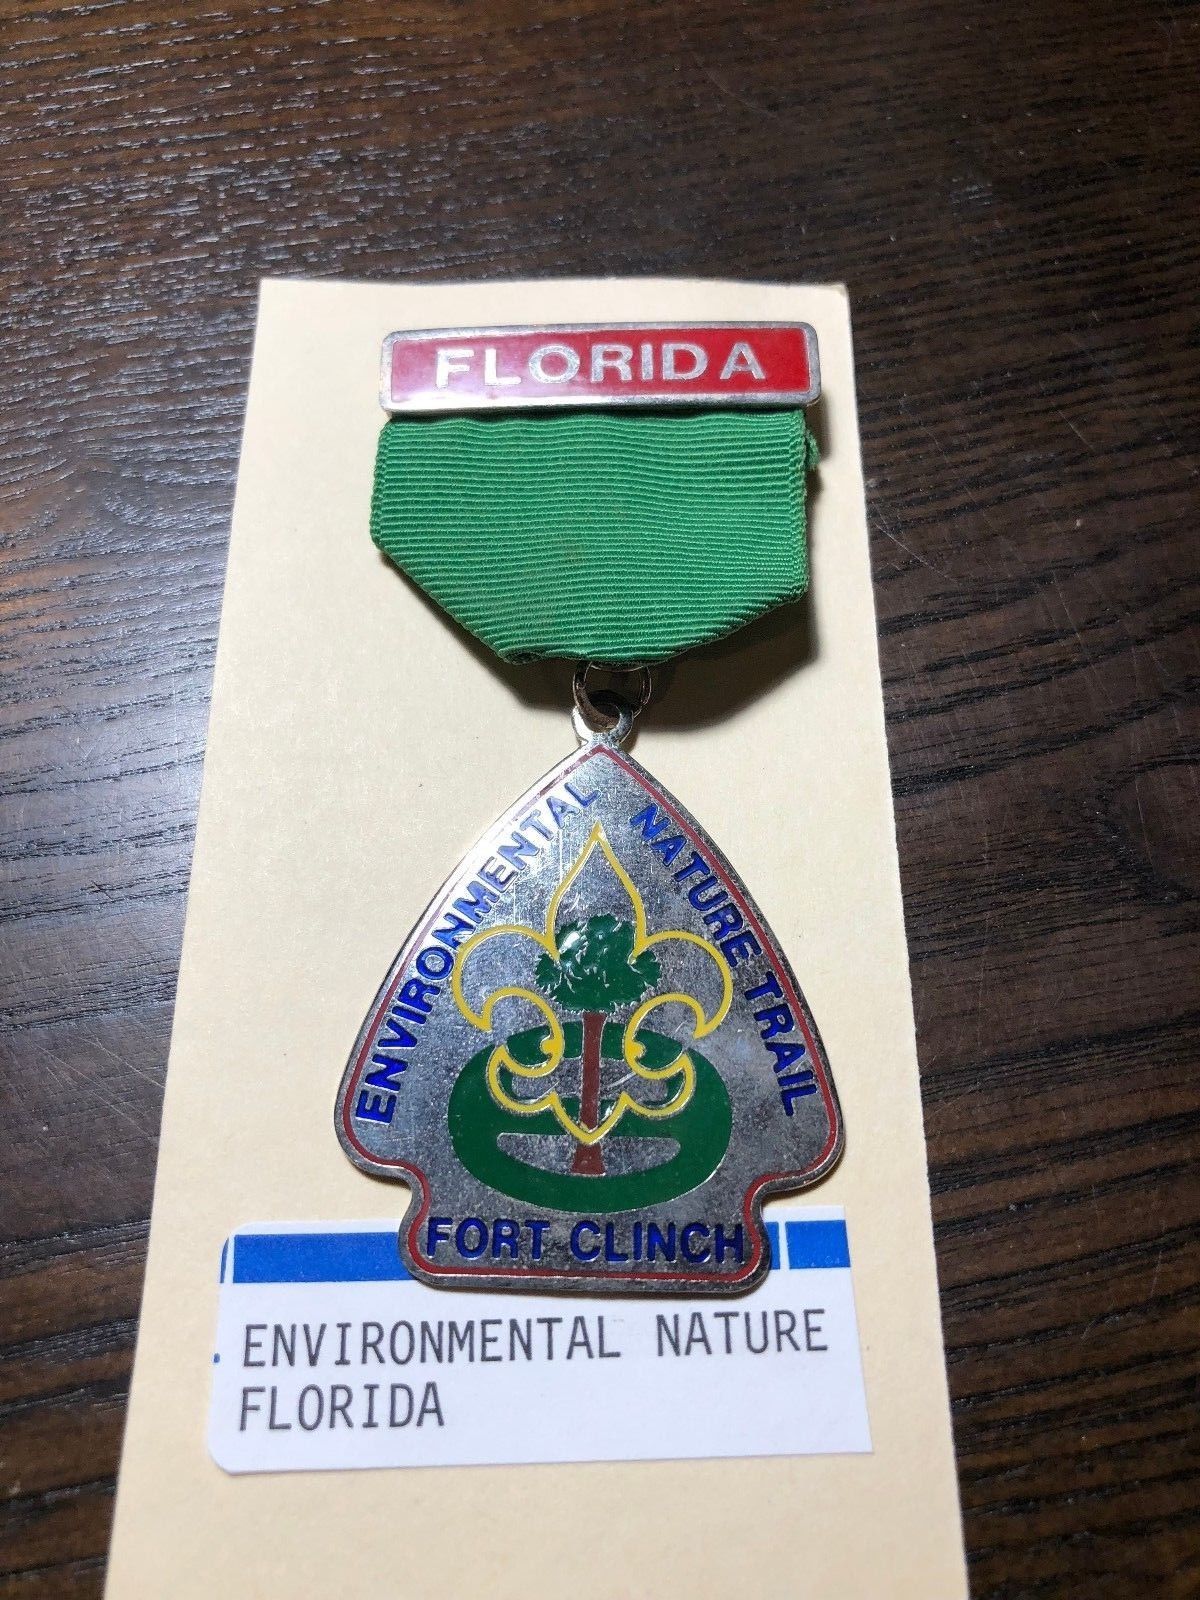 FLORIDA
ENVIRONMENTAL NATURE TRAIL
FORT CLINCH
ENVIRONMENTAL NATURE
FLORIDA